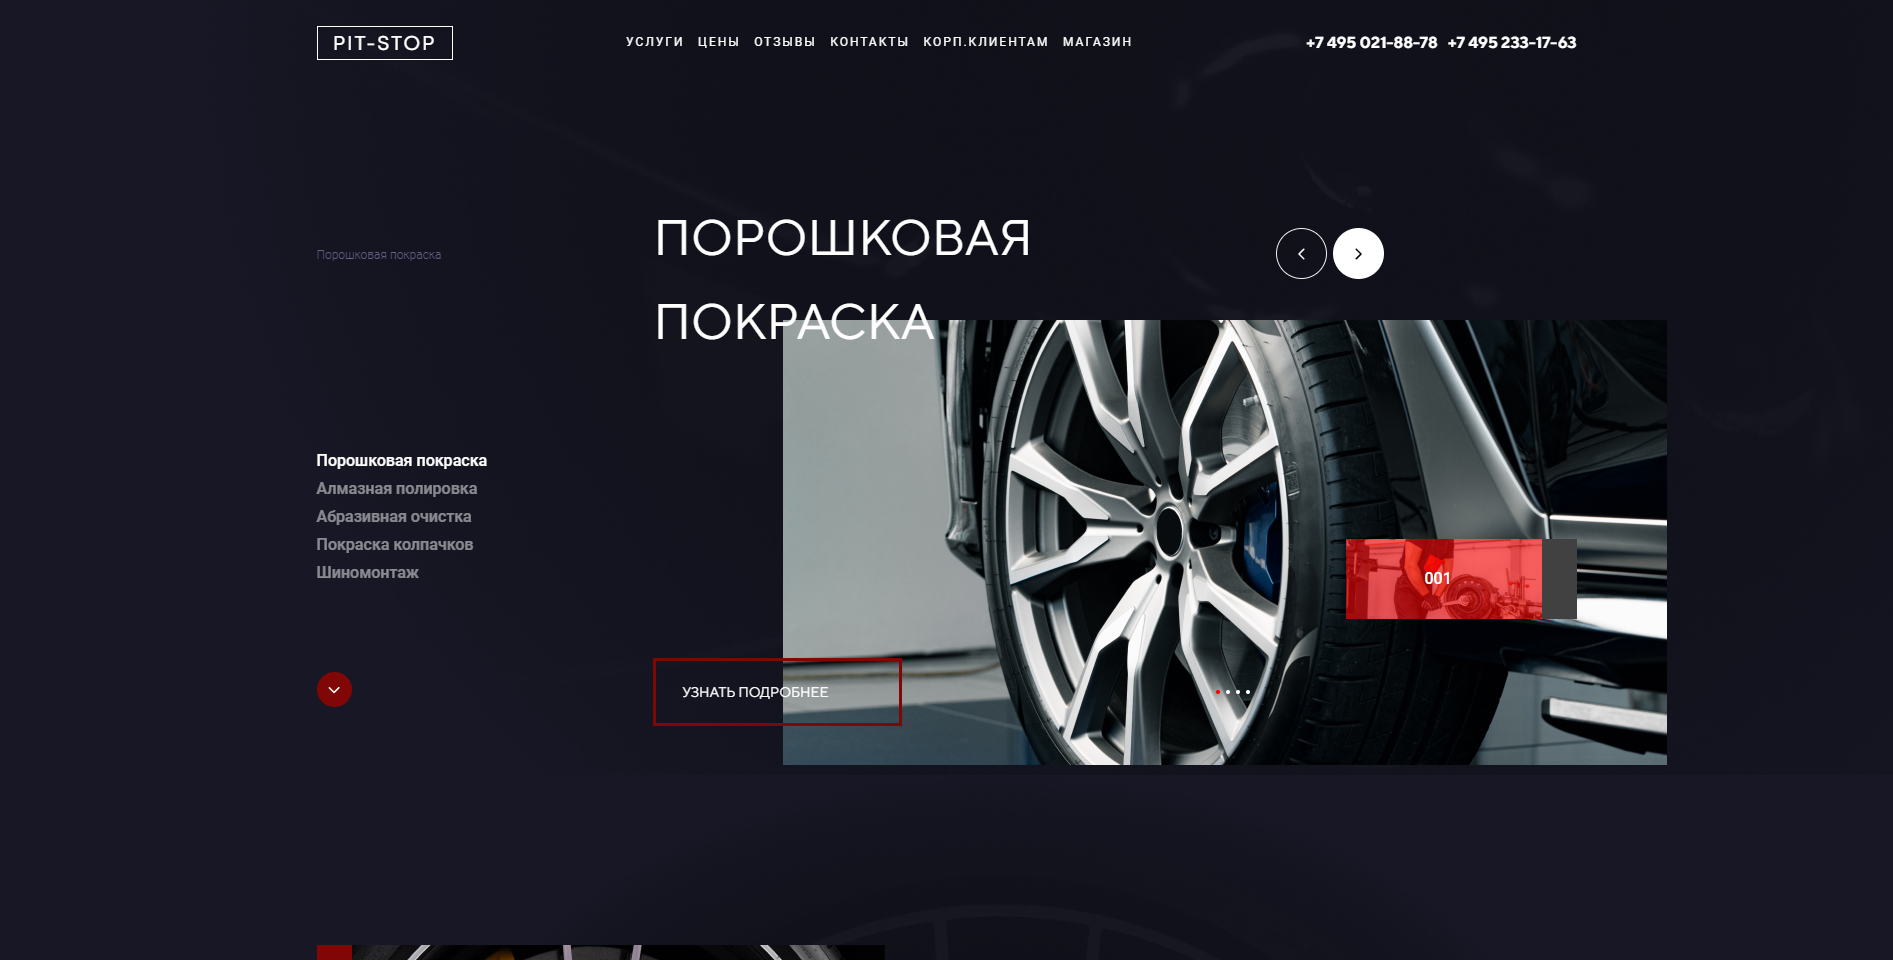 PIT-STOP
УСЛУГИ ЦЕНЫ ОТЗЫВЫ КОНТАКТЫ КОРП.КЛИЕНТАМ МАГАЗИН
+7 495 021-88-78 +7 495 233-17-63
Порошковая покраска
ПОРОШКОВАЯ
ПОКРАСКА
Порошковая покраска
Алмазная полировка
Абразивная очистка
Покраска колпачков
Шиномонтаж
001
УЗНАТЬ ПОДРОБНЕЕ